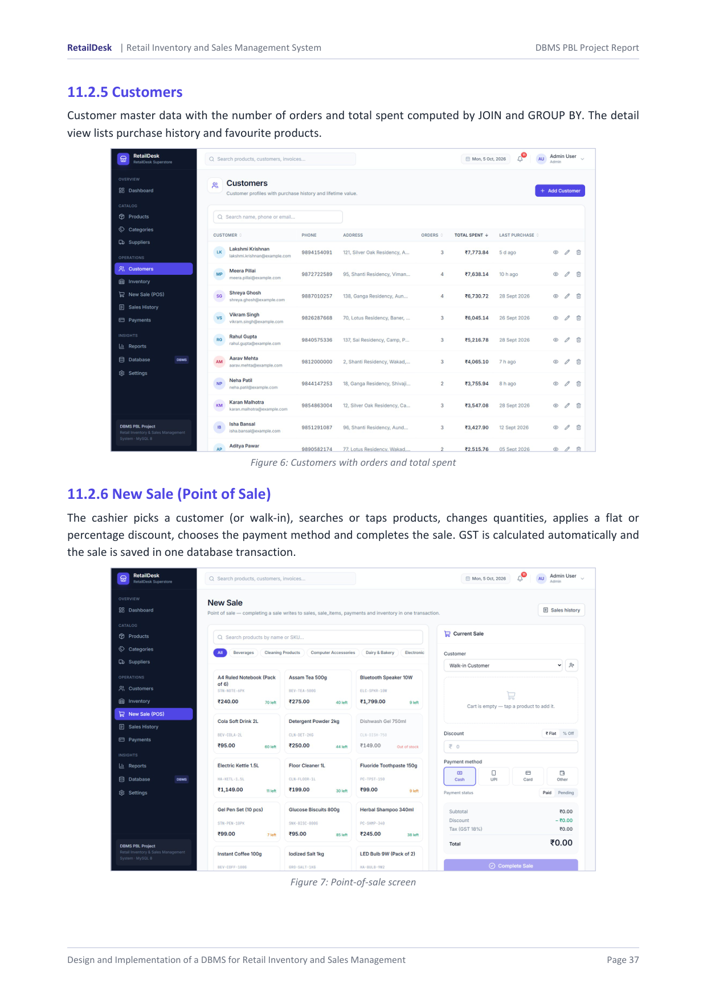 RetailDesk | Retail Inventory and Sales Management System DBMS PBL Project Report
11.2.5 Customers
Customer master data with the number of orders and total spent computed by JOIN and GROUP BY. The detail
view lists purchase history and favourite products.
RetailDesk
RetailDesk Superstore
Search products, customers, invoices...
Mon, 5 Oct, 2026
11
AU
Admin User
Admin
OVERVIEW
Dashboard
CATALOG
Products
Categories
Suppliers
OPERATIONS
Customers
Inventory
New Sale (POS)
Sales History
Payments
INSIGHTS
Reports
Database DBMS
Settings
DBMS PBL Project
Retail Inventory & Sales Management
System · MySQL 8
Customers
Customer profiles with purchase history and lifetime value.
+ Add Customer
Search name, phone or email...
CUSTOMER PHONE ADDRESS ORDERS TOTAL SPENT ↓ LAST PURCHASE
LK Lakshmi Krishnan 9894154091 121, Silver Oak Residency, A... 3 ₹7,773.84 5 d ago
lakshmi.krishnan@example.com
MP Meera Pillai 9872722589 95, Shanti Residency, Viman... 4 ₹7,638.14 10 h ago
meera.pillai@example.com
SG Shreya Ghosh 9887010257 138, Ganga Residency, Aun... 4 ₹6,730.72 28 Sept 2026
shreya.ghosh@example.com
VS Vikram Singh 9826287668 70, Lotus Residency, Baner, ... 3 ₹6,045.14 26 Sept 2026
vikram.singh@example.com
RG Rahul Gupta 9840575336 137, Sai Residency, Camp, P... 3 ₹5,216.78 28 Sept 2026
rahul.gupta@example.com
AM Aarav Mehta 9812000000 2, Shanti Residency, Wakad,... 3 ₹4,065.10 7 h ago
aarav.mehta@example.com
NP Neha Patil 9844147253 18, Ganga Residency, Shivaji... 2 ₹3,755.94 8 h ago
neha.patil@example.com
KM Karan Malhotra 9854863004 12, Silver Oak Residency, Ca... 3 ₹3,547.08 28 Sept 2026
karan.malhotra@example.com
IB Isha Bansal 9851291087 96, Shanti Residency, Aund... 3 ₹3,427.90 12 Sept 2026
isha.bansal@example.com
AP Aditya Pawar 9890582174 77, Lotus Residency, Wakad,... 2 ₹2,515.76 05 Sept 2026
Figure 6: Customers with orders and total spent
11.2.6 New Sale (Point of Sale)
The cashier picks a customer (or walk-in), searches or taps products, changes quantities, applies a flat or
percentage discount, chooses the payment method and completes the sale. GST is calculated automatically and
the sale is saved in one database transaction.
RetailDesk
RetailDesk Superstore
Search products, customers, invoices...
Mon, 5 Oct, 2026
11
AU
Admin User
Admin
OVERVIEW
Dashboard
CATALOG
Products
Categories
Suppliers
OPERATIONS
Customers
Inventory
New Sale (POS)
Sales History
Payments
INSIGHTS
Reports
Database DBMS
Settings
DBMS PBL Project
Retail Inventory & Sales Management
System · MySQL 8
New Sale
Point of sale — completing a sale writes to sales, sale_items, payments and inventory in one transaction.
Sales history
Search products by name or SKU...
All Beverages Cleaning Products Computer Accessories Dairy & Bakery Electronic
A4 Ruled Notebook (Pack
of 6)
STN-NOTE-6PK
₹240.00 70 left
Assam Tea 500g
BEV-TEA-500G
₹275.00 40 left
Bluetooth Speaker 10W
ELC-SPKR-10W
₹1,799.00 9 left
Cola Soft Drink 2L
BEV-COLA-2L
₹95.00 60 left
Detergent Powder 2kg
CLN-DET-2KG
₹250.00 44 left
Dishwash Gel 750ml
CLN-DISH-750
₹149.00 Out of stock
Electric Kettle 1.5L
HA-KETL-1.5L
₹1,149.00 11 left
Floor Cleaner 1L
CLN-FLOOR-1L
₹199.00 30 left
Fluoride Toothpaste 150g
PC-TPST-150
₹99.00 9 left
Gel Pen Set (10 pcs)
STN-PEN-10PK
₹99.00 7 left
Glucose Biscuits 800g
SNK-BISC-800G
₹95.00 85 left
Herbal Shampoo 340ml
PC-SHMP-340
₹245.00 38 left
Instant Coffee 100g
BEV-COFF-100G
Iodized Salt 1kg
GRO-SALT-1KG
LED Bulb 9W (Pack of 2)
HA-BULB-9W2
Current Sale
Customer
Walk-in Customer
Cart is empty — tap a product to add it.
Discount ₹ Flat % Off
₹ 0
Payment method
Cash UPI Card Other
Payment status Paid Pending
Subtotal ₹0.00
Discount – ₹0.00
Tax (GST 18%) ₹0.00
Total ₹0.00
Complete Sale
Figure 7: Point-of-sale screen
Design and Implementation of a DBMS for Retail Inventory and Sales Management Page 37